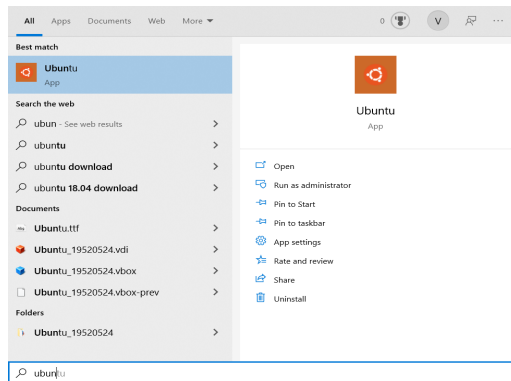 All Apps Documents Web More 0 V ...
Best match
Ubuntu
App
Search the web
ubun - See web results
ubuntu
ubuntu download
ubuntu 18.04 download
Documents
Ubuntu.ttf
Ubuntu_19520524.vdi
Ubuntu_19520524.vbox
Ubuntu_19520524.vbox-prev
Folders
Ubuntu_19520524
Ubuntu
App
Open
Run as administrator
Pin to Start
Pin to taskbar
App settings
Rate and review
Share
Uninstall
ubuntu